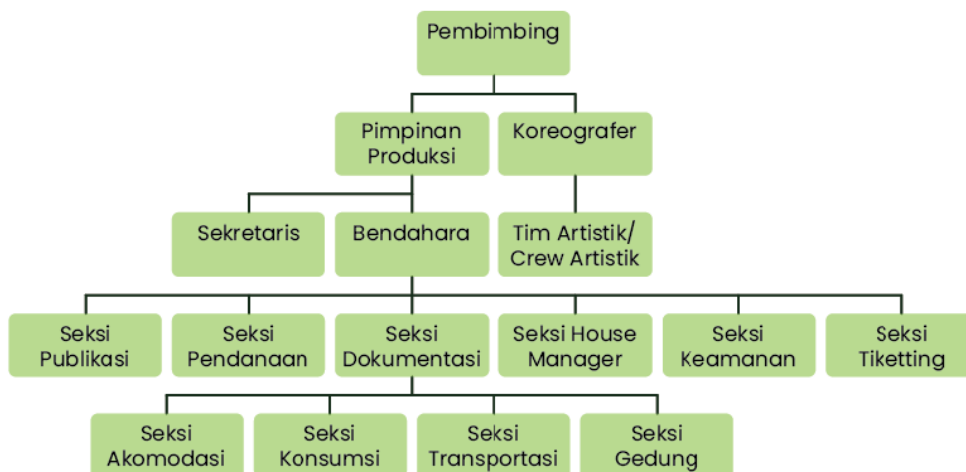 Pembimbing
Pimpinan
Produksi
Koreografer
Sekretaris
Bendahara
Tim Artistik/
Crew Artistik
Seksi
Publikasi
Seksi
Pendanaan
Seksi
Dokumentasi
Seksi House
Manager
Seksi
Keamanan
Seksi
Tiketting
Seksi
Akomodasi
Seksi
Konsumsi
Seksi
Transportasi
Seksi
Gedung